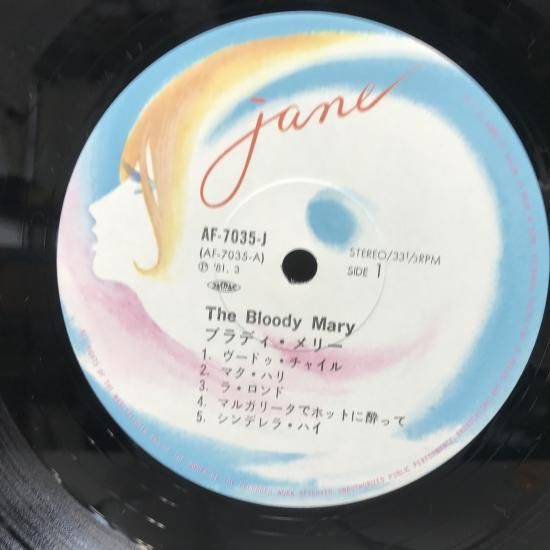 jane
AF-7035-J
(AF-7035-A)
Ⓟ '81. 3
STEREO/33⅓RPM
SIDE 1
The Bloody Mary
ブラディ・メリー
1. ヴードゥ・チャイル
2. マタ・ハリ
3. ラ・ロンド
4. マルガリータでホットに酔って
5. シンデレラ・ハイ